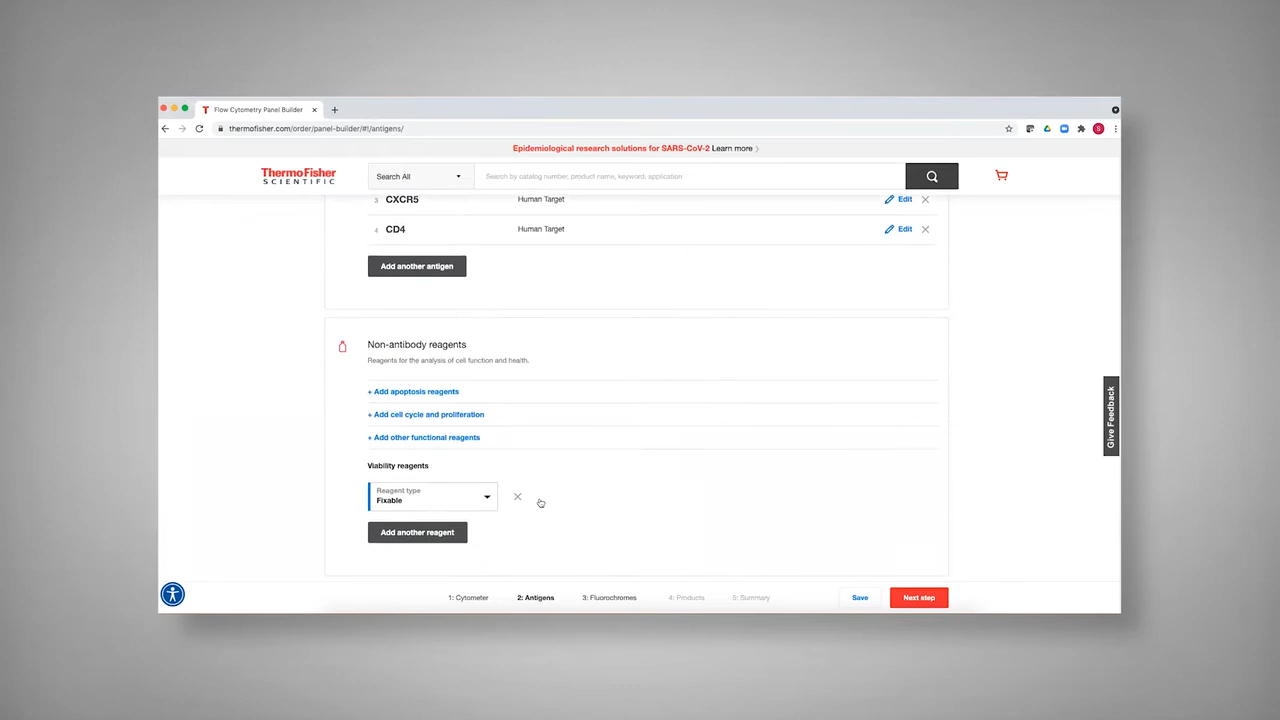 Flow Cytometry Panel Builder
thermofisher.com/order/panel-builder/#!/antigens/
S
Epidemiological research solutions for SARS-CoV-2 Learn more
ThermoFisher
SCIENTIFIC
Search All
Search by catalog number, product name, keyword, application
3 CXCR5 Human Target Edit
4 CD4 Human Target Edit
Add another antigen
Non-antibody reagents
Reagents for the analysis of cell function and health.
+ Add apoptosis reagents
+ Add cell cycle and proliferation
+ Add other functional reagents
Viability reagents
Reagent type
Fixable
Add another reagent
Give Feedback
1: Cytometer 2: Antigens 3: Fluorochromes 4: Products 5: Summary Save Next step